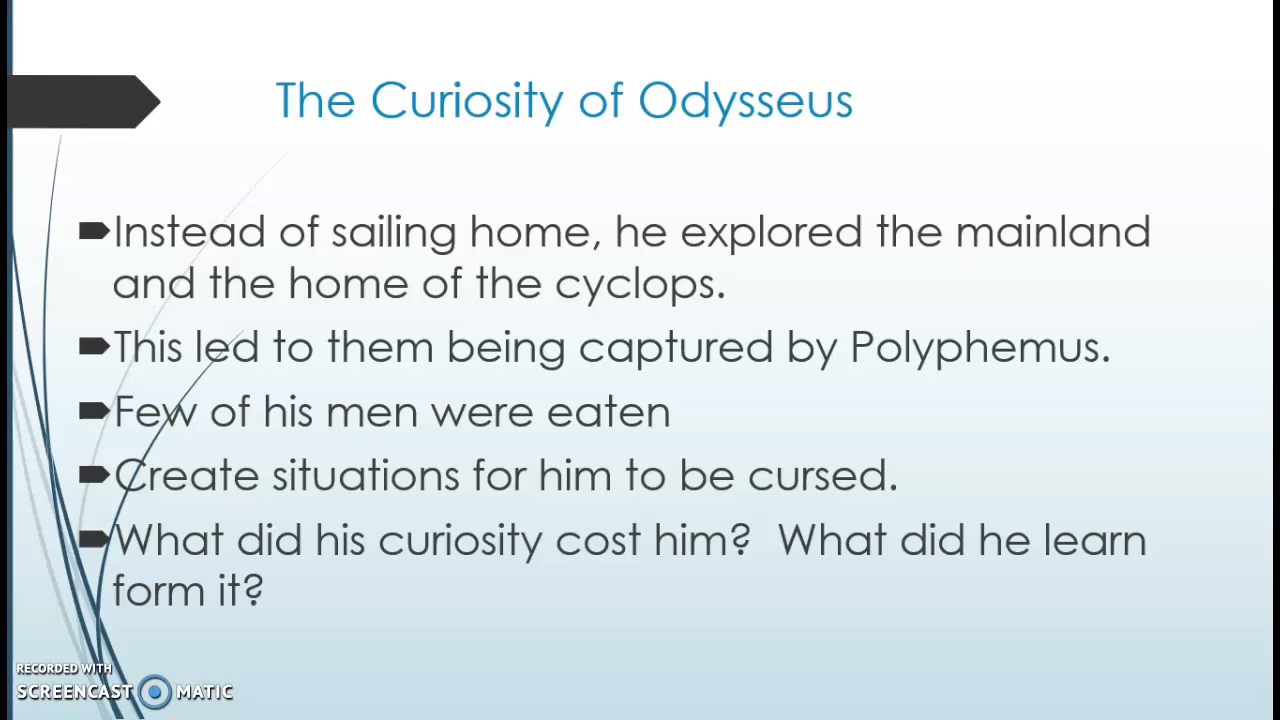 The Curiosity of Odysseus
Instead of sailing home, he explored the mainland
and the home of the cyclops.
This led to them being captured by Polyphemus.
Few of his men were eaten
Create situations for him to be cursed.
What did his curiosity cost him?  What did he learn
form it?
RECORDED WITH
SCREENCAST MATIC